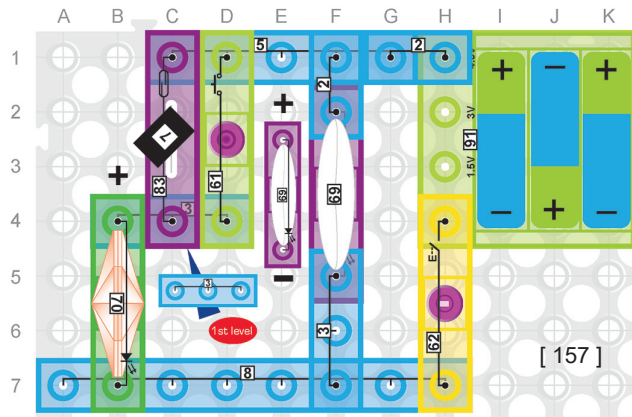 A B C D E F G H I J K
1 5 2
+ − +
2 2 + 3V
7 91
3 + 1.5V
83 61 69 69
− + −
4 3
E
5 3 −
70
6 1st level 3 62 [ 157 ]
7 8